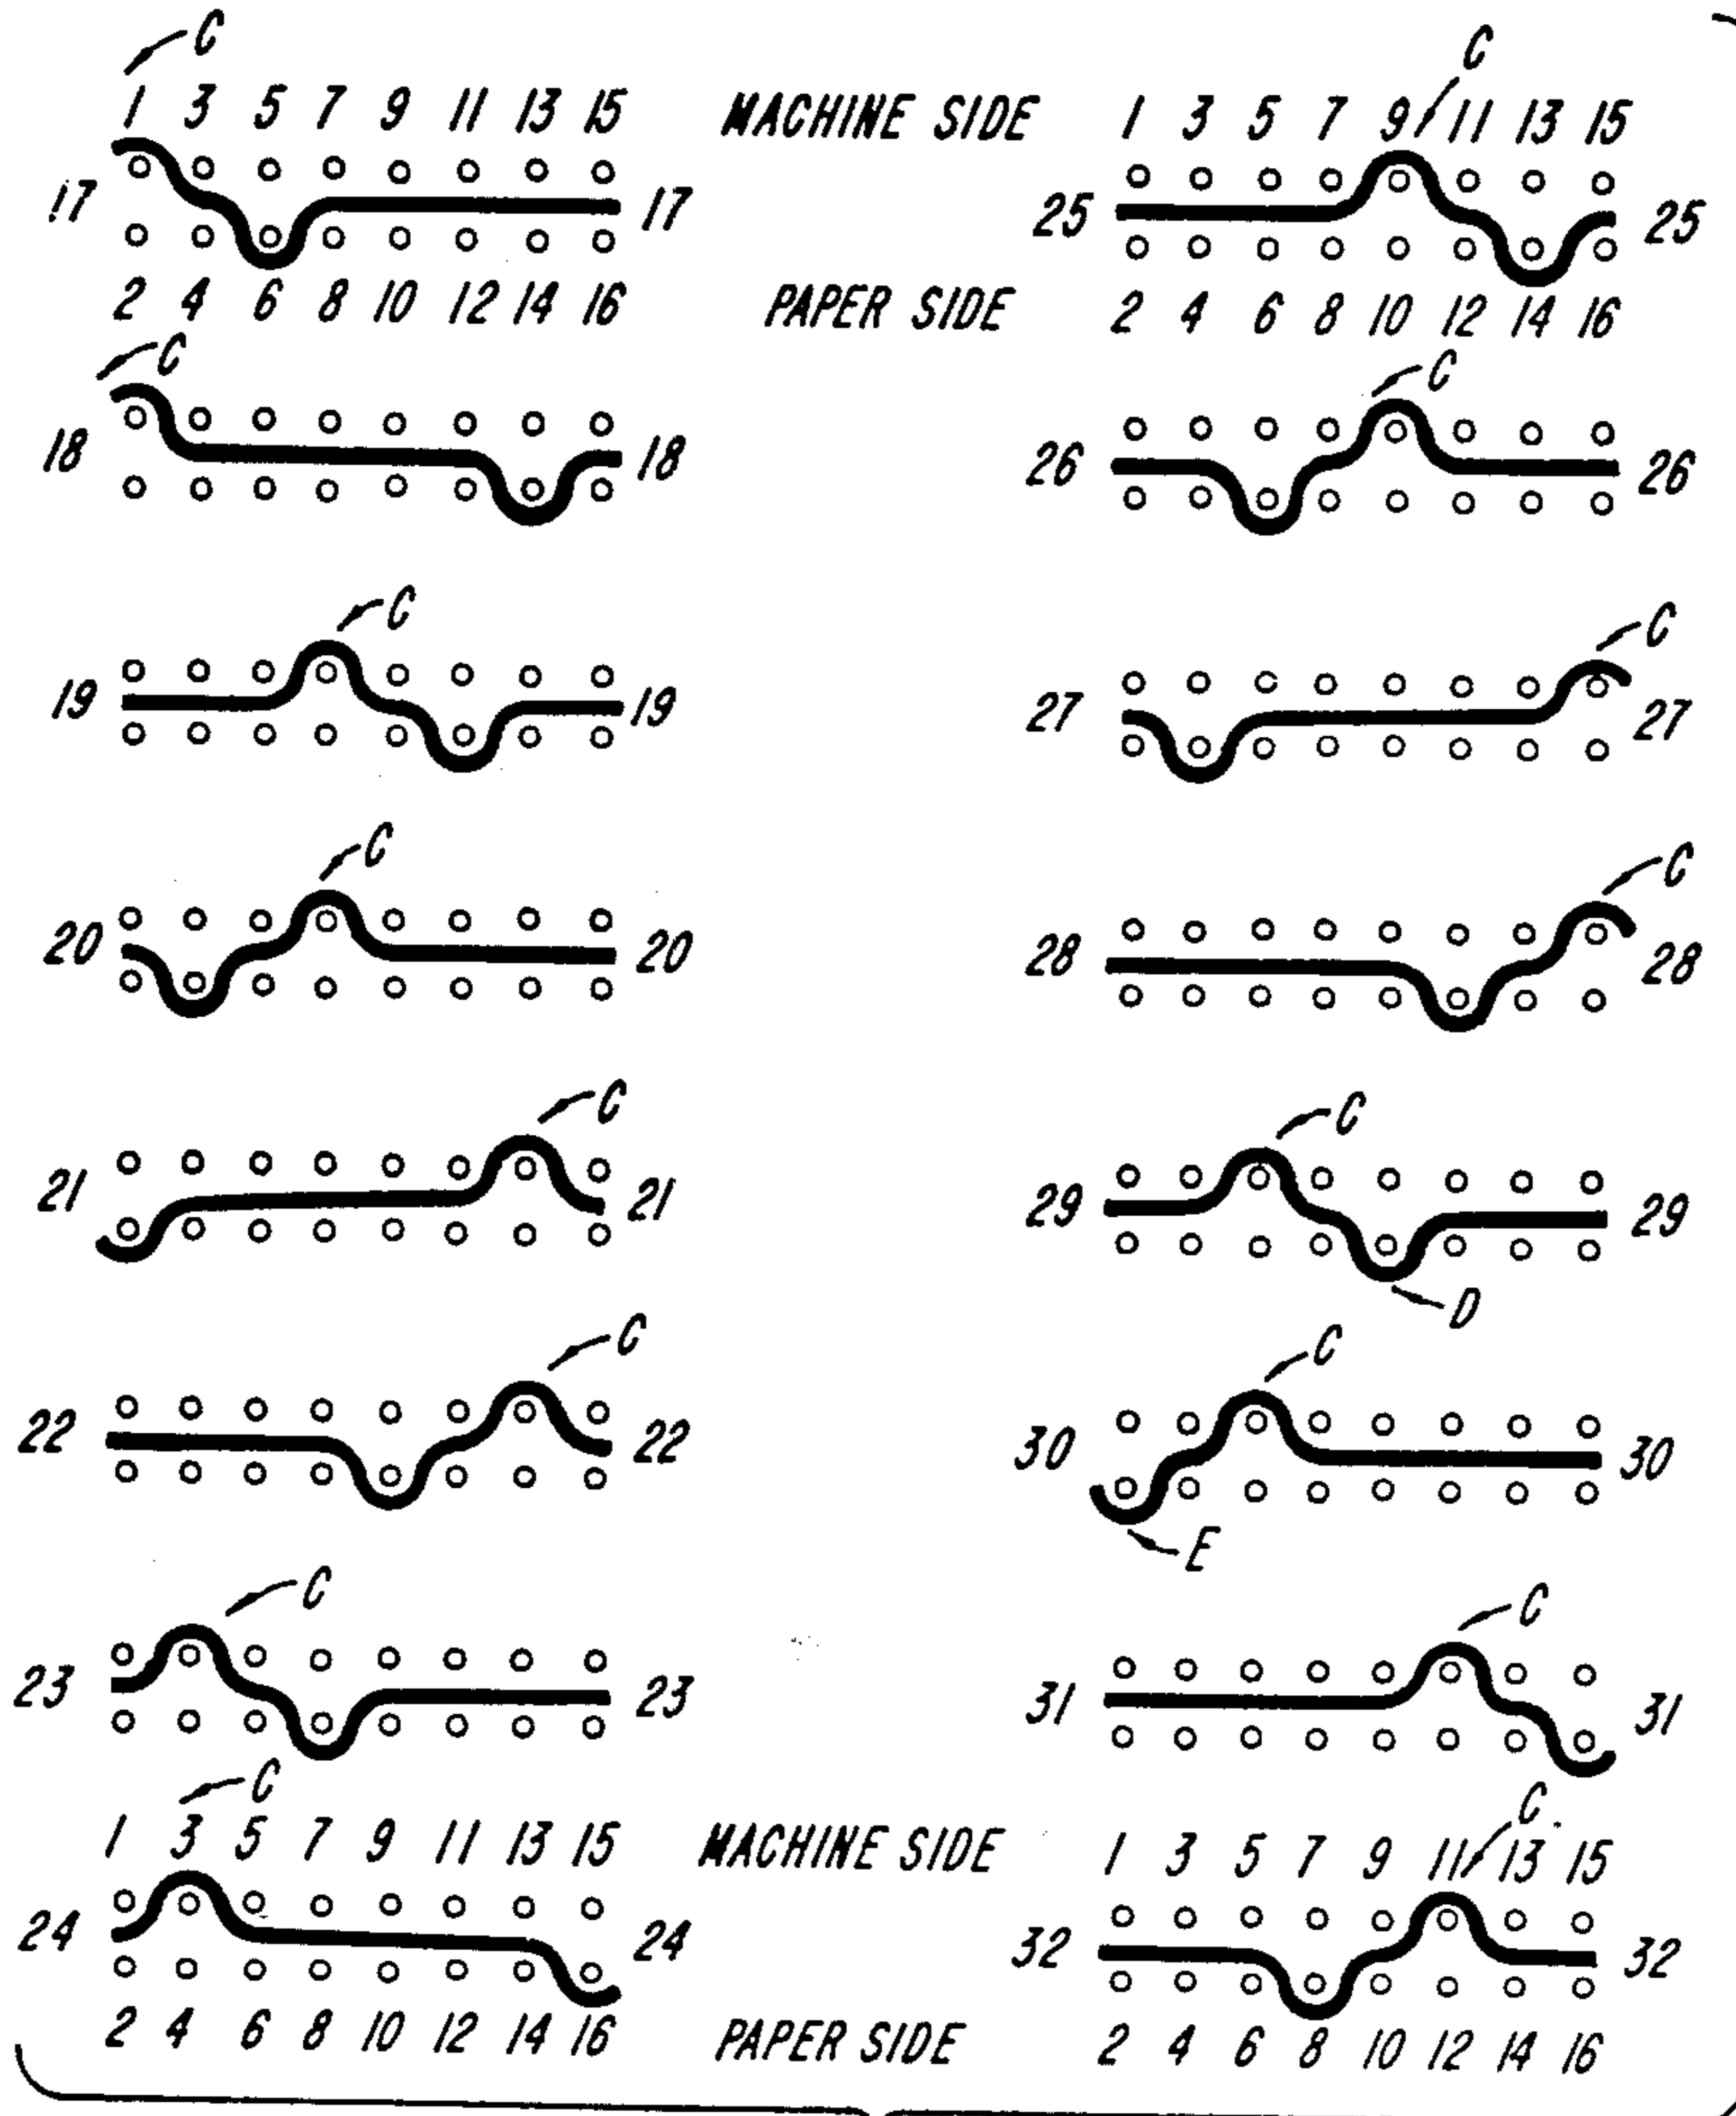 C C
1 3 5 7 9 11 13 15 MACHINE SIDE 1 3 5 7 9 11 13 15
17 17 25 25
2 4 6 8 10 12 14 16 PAPER SIDE 2 4 6 8 10 12 14 16
C C
18 18 26 26
C C
19 19 27 27
C C
20 20 28 28
C C
21 21 29 29
D
C C
22 22 30 30
E
C C
23 23 31 31
C C
1 3 5 7 9 11 13 15 MACHINE SIDE 1 3 5 7 9 11 13 15
24 24 32 32
2 4 6 8 10 12 14 16 PAPER SIDE 2 4 6 8 10 12 14 16